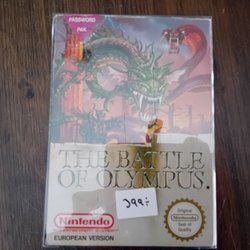 PASSWORD
PAK
THE BATTLE
OF OLYMPUS.
399:-
Nintendo
EUROPEAN VERSION
Original
Nintendo
Seal of
Quality